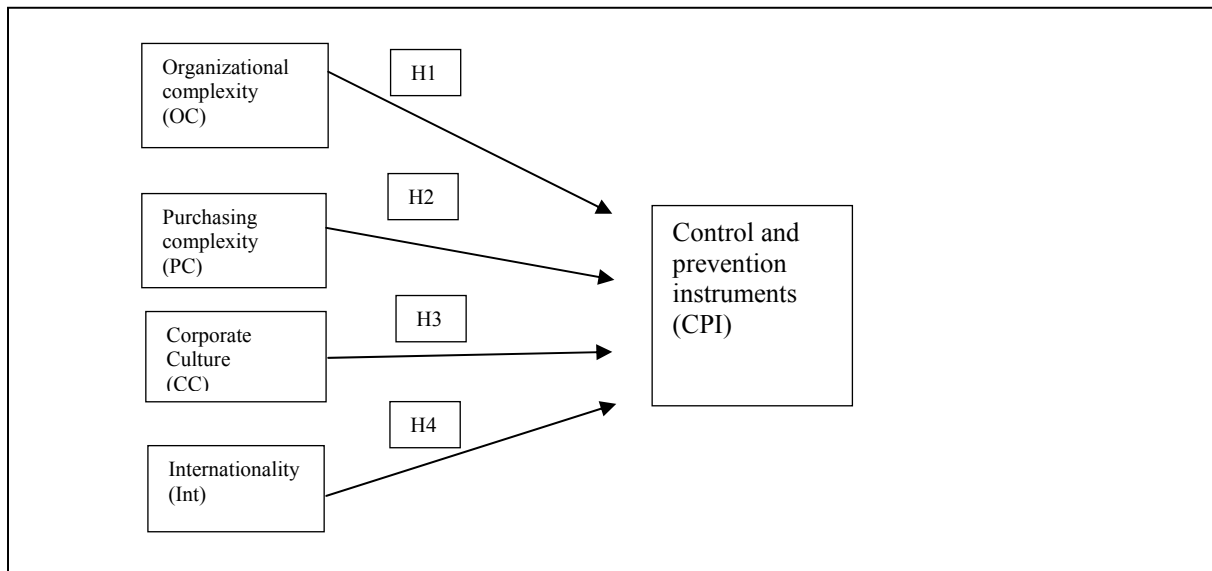 Organizational
complexity
(OC)
H1
Purchasing
complexity
(PC)
H2
Corporate
Culture
(CC)
H3
Internationality
(Int)
H4
Control and
prevention
instruments
(CPI)